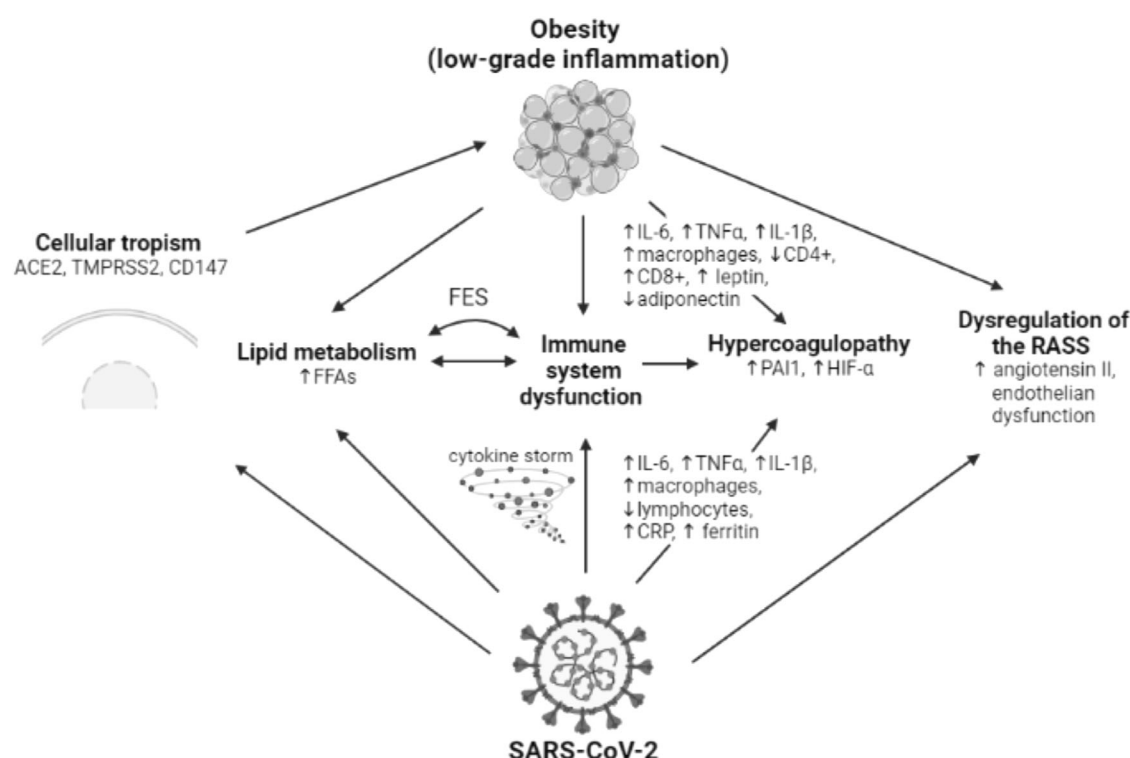 Obesity
(low-grade inflammation)
Cellular tropism
ACE2, TMPRSS2, CD147
↑IL-6, ↑TNFα, ↑IL-1β,
↑macrophages, ↓CD4+,
↑CD8+, ↑ leptin,
↓adiponectin
FES
Lipid metabolism
↑FFAs
Immune
system
dysfunction
Hypercoagulopathy
↑PAI1, ↑HIF-α
Dysregulation of
the RASS
↑ angiotensin II,
endothelian
dysfunction
cytokine storm
↑IL-6, ↑TNFα, ↑IL-1β,
↑macrophages,
↓lymphocytes,
↑CRP, ↑ ferritin
SARS-CoV-2